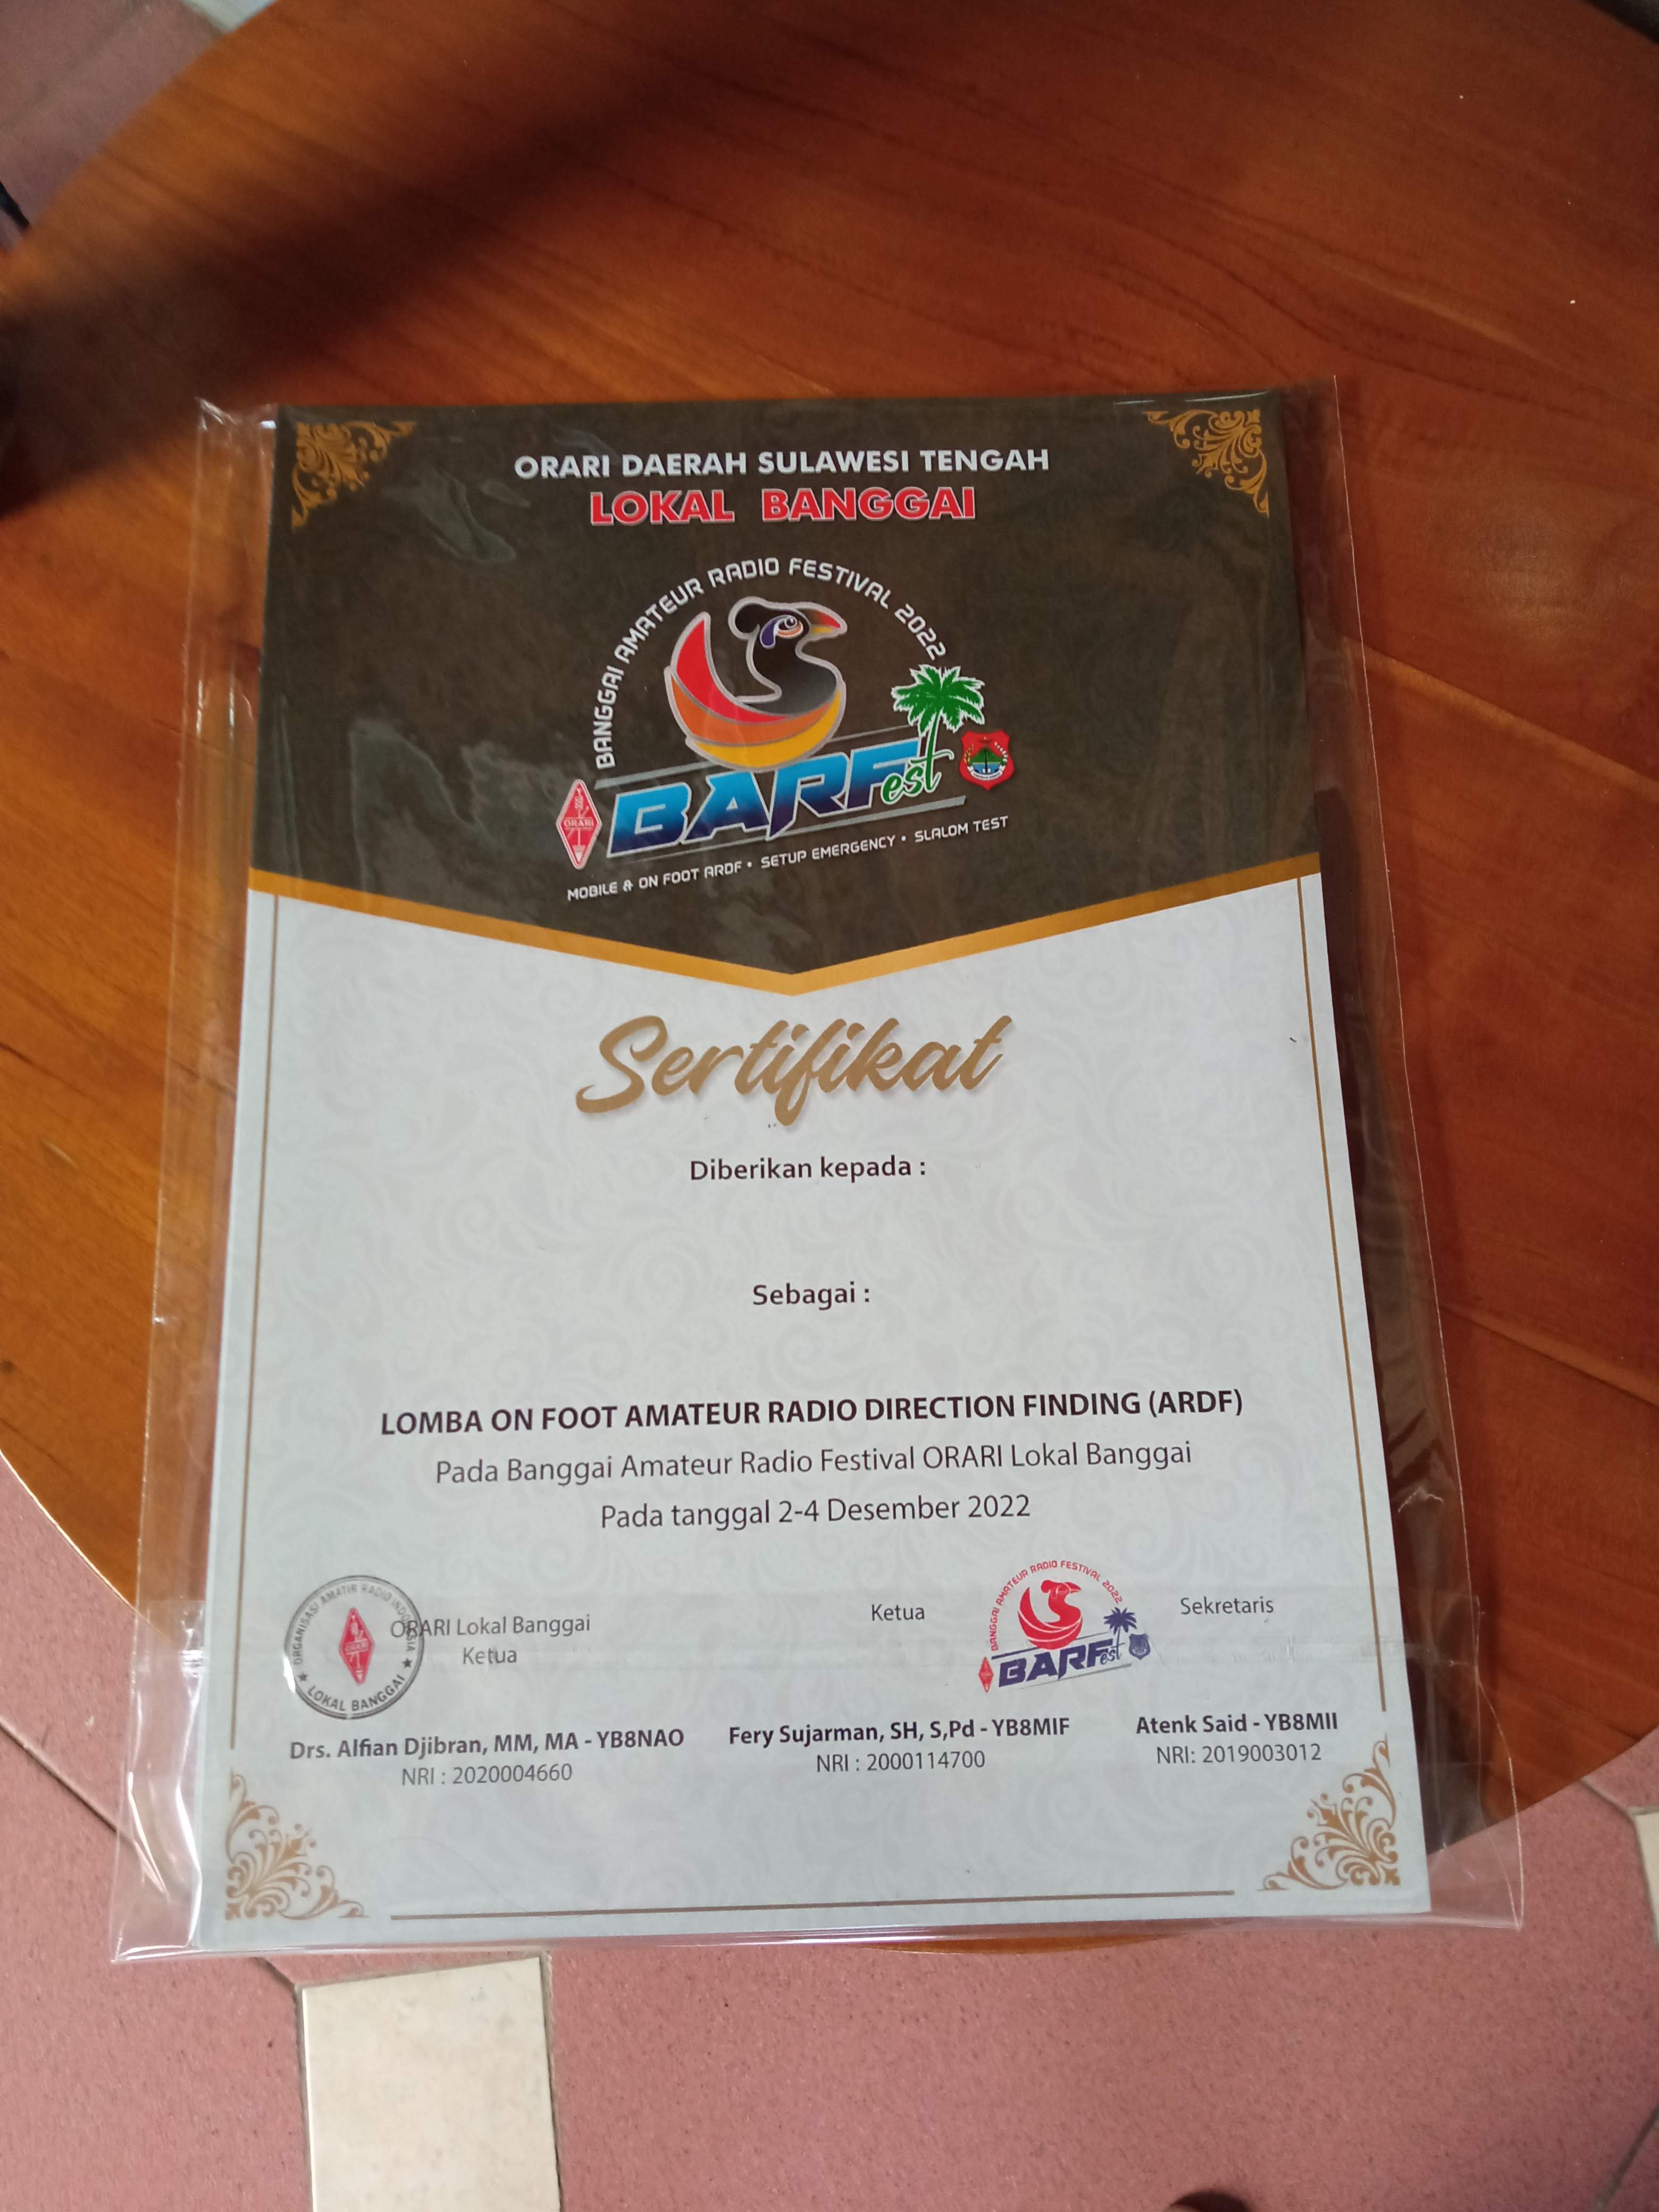 ORARI DAERAH SULAWESI TENGAH
LOKAL BANGGAI
BANGGAI AMATEUR RADIO FESTIVAL 2022
ORARI
BARFest
MOBILE & ON FOOT ARDF • SETUP EMERGENCY • SLALOM TEST
Sertifikat
Diberikan kepada :
Sebagai :
LOMBA ON FOOT AMATEUR RADIO DIRECTION FINDING (ARDF)
Pada Banggai Amateur Radio Festival ORARI Lokal Banggai
Pada tanggal 2-4 Desember 2022
ORGANISASI AMATIR RADIO INDONESIA
ORARI
★ LOKAL BANGGAI ★
ORARI Lokal Banggai
Ketua
Drs. Alfian Djibran, MM, MA - YB8NAO
NRI : 2020004660
Ketua
Fery Sujarman, SH, S,Pd - YB8MIF
NRI : 2000114700
BANGGAI AMATEUR RADIO FESTIVAL 2022
BARFest
Sekretaris
Atenk Said - YB8MII
NRI: 2019003012